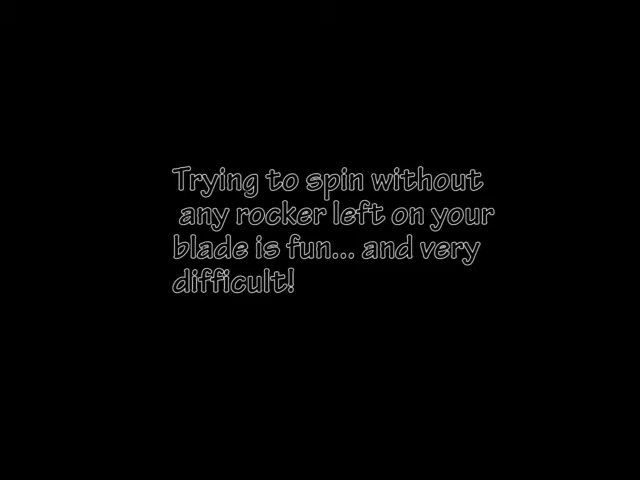 Trying to spin without
any rocker left on your
blade is fun... and very
difficult!